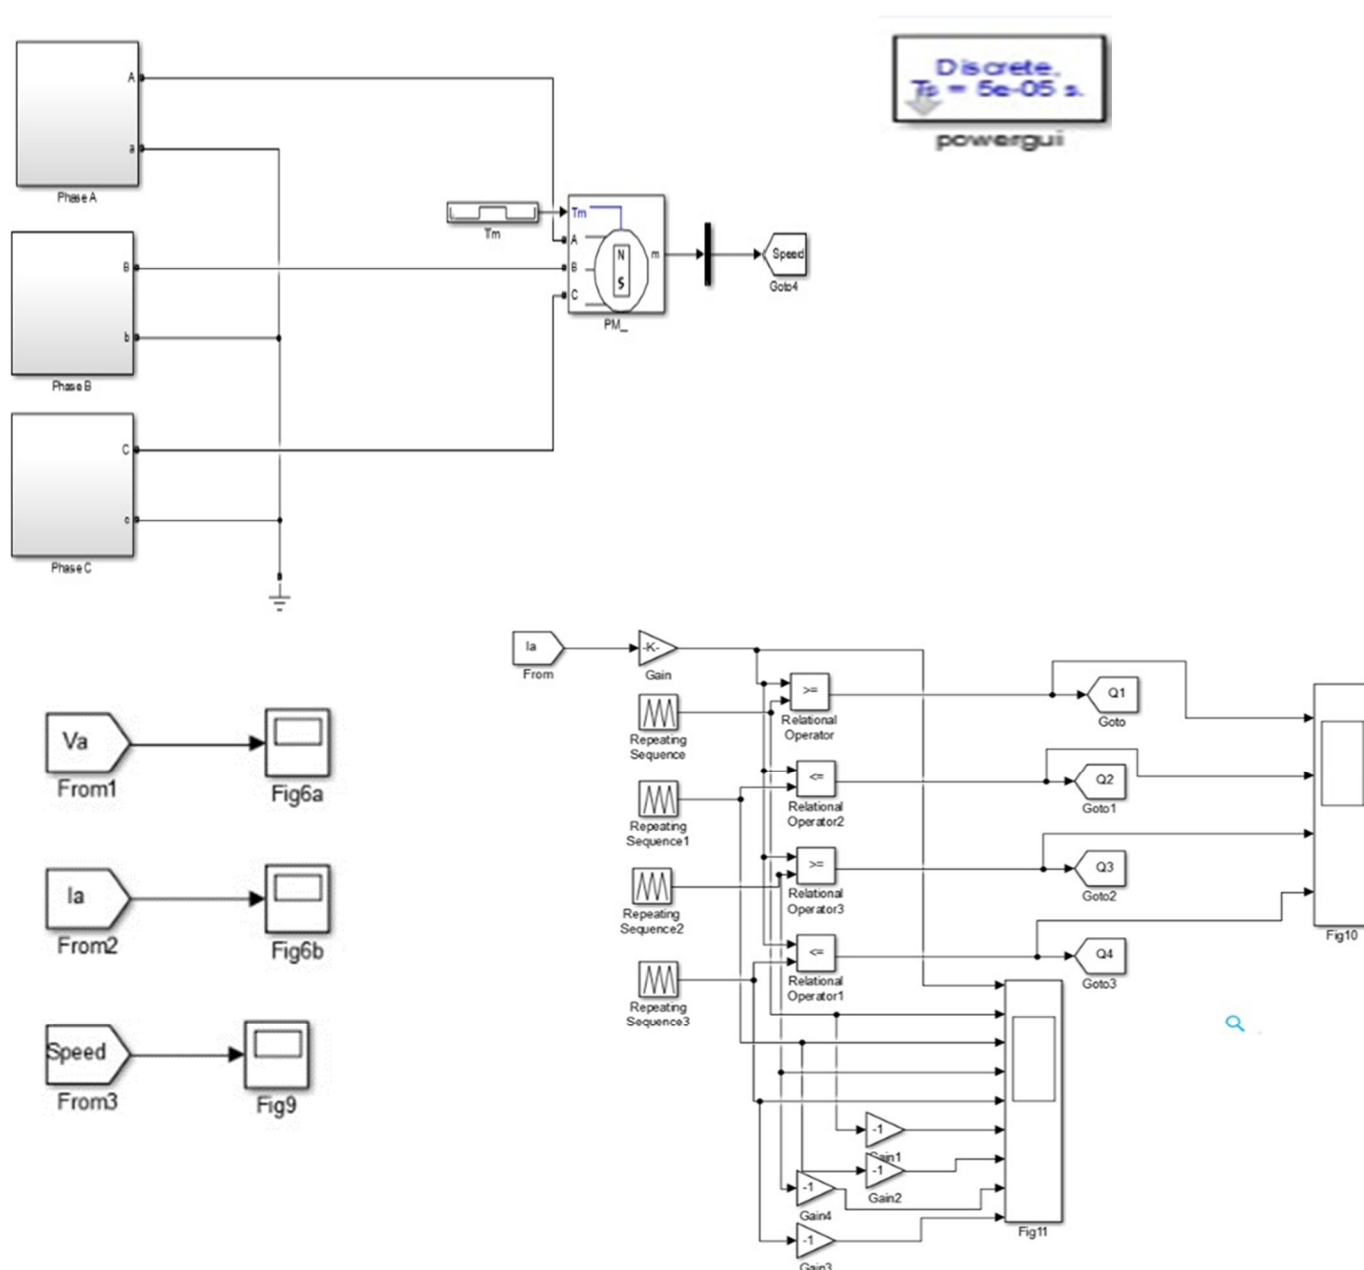 A
a
Phase A
B
b
Phase B
C
c
Phase C
Tm
Tm
A
B
C
N
S
m
PM_
Speed
Goto4
Discrete,
Ts = 5e-05 s.
powergui
Va
From1
Fig6a
Ia
From2
Fig6b
Speed
From3
Fig9
Ia
From
-K-
Gain
Repeating
Sequence
Repeating
Sequence1
Repeating
Sequence2
Repeating
Sequence3
>=
Relational
Operator
<=
Relational
Operator2
>=
Relational
Operator3
<=
Relational
Operator1
Q1
Goto
Q2
Goto1
Q3
Goto2
Q4
Goto3
Fig10
-1
Gain1
-1
Gain2
-1
Gain4
-1
Gain3
Fig11